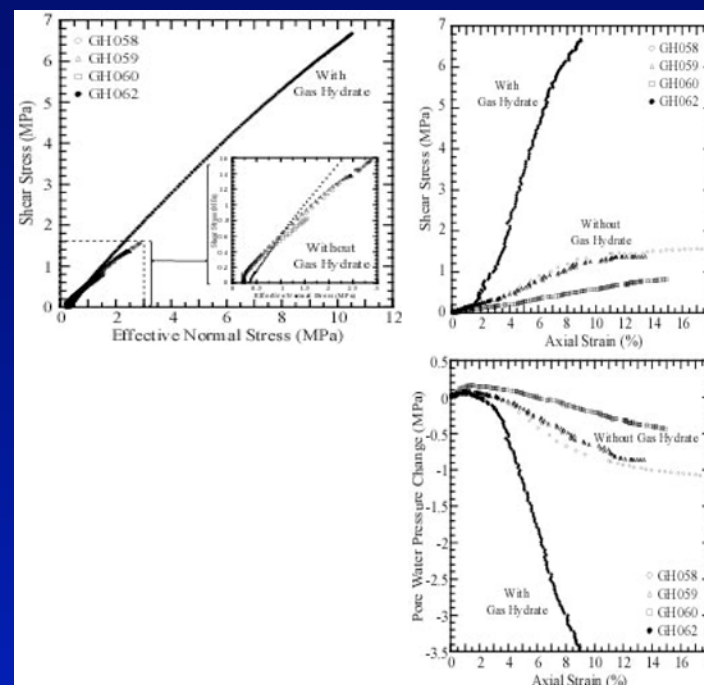 7
6
5
4
3
2
1
0
Shear Stress (MPa)
GH058
GH059
GH060
GH062
With
Gas Hydrate
Without
Gas Hydrate
0 2 4 6 8 10 12
Effective Normal Stress (MPa)
7
6
5
4
3
2
1
0
Shear Stress (MPa)
GH058
GH059
GH060
GH062
With
Gas Hydrate
Without
Gas Hydrate
0 2 4 6 8 10 12 14 16
Axial Strain (%)
0
-0.5
-1
-1.5
-2
-2.5
-3
-3.5
Pore Water Pressure Change (MPa)
Without Gas Hydrate
With
Gas Hydrate
GH058
GH059
GH060
GH062
0 2 4 6 8 10 12 14 16
Axial Strain (%)